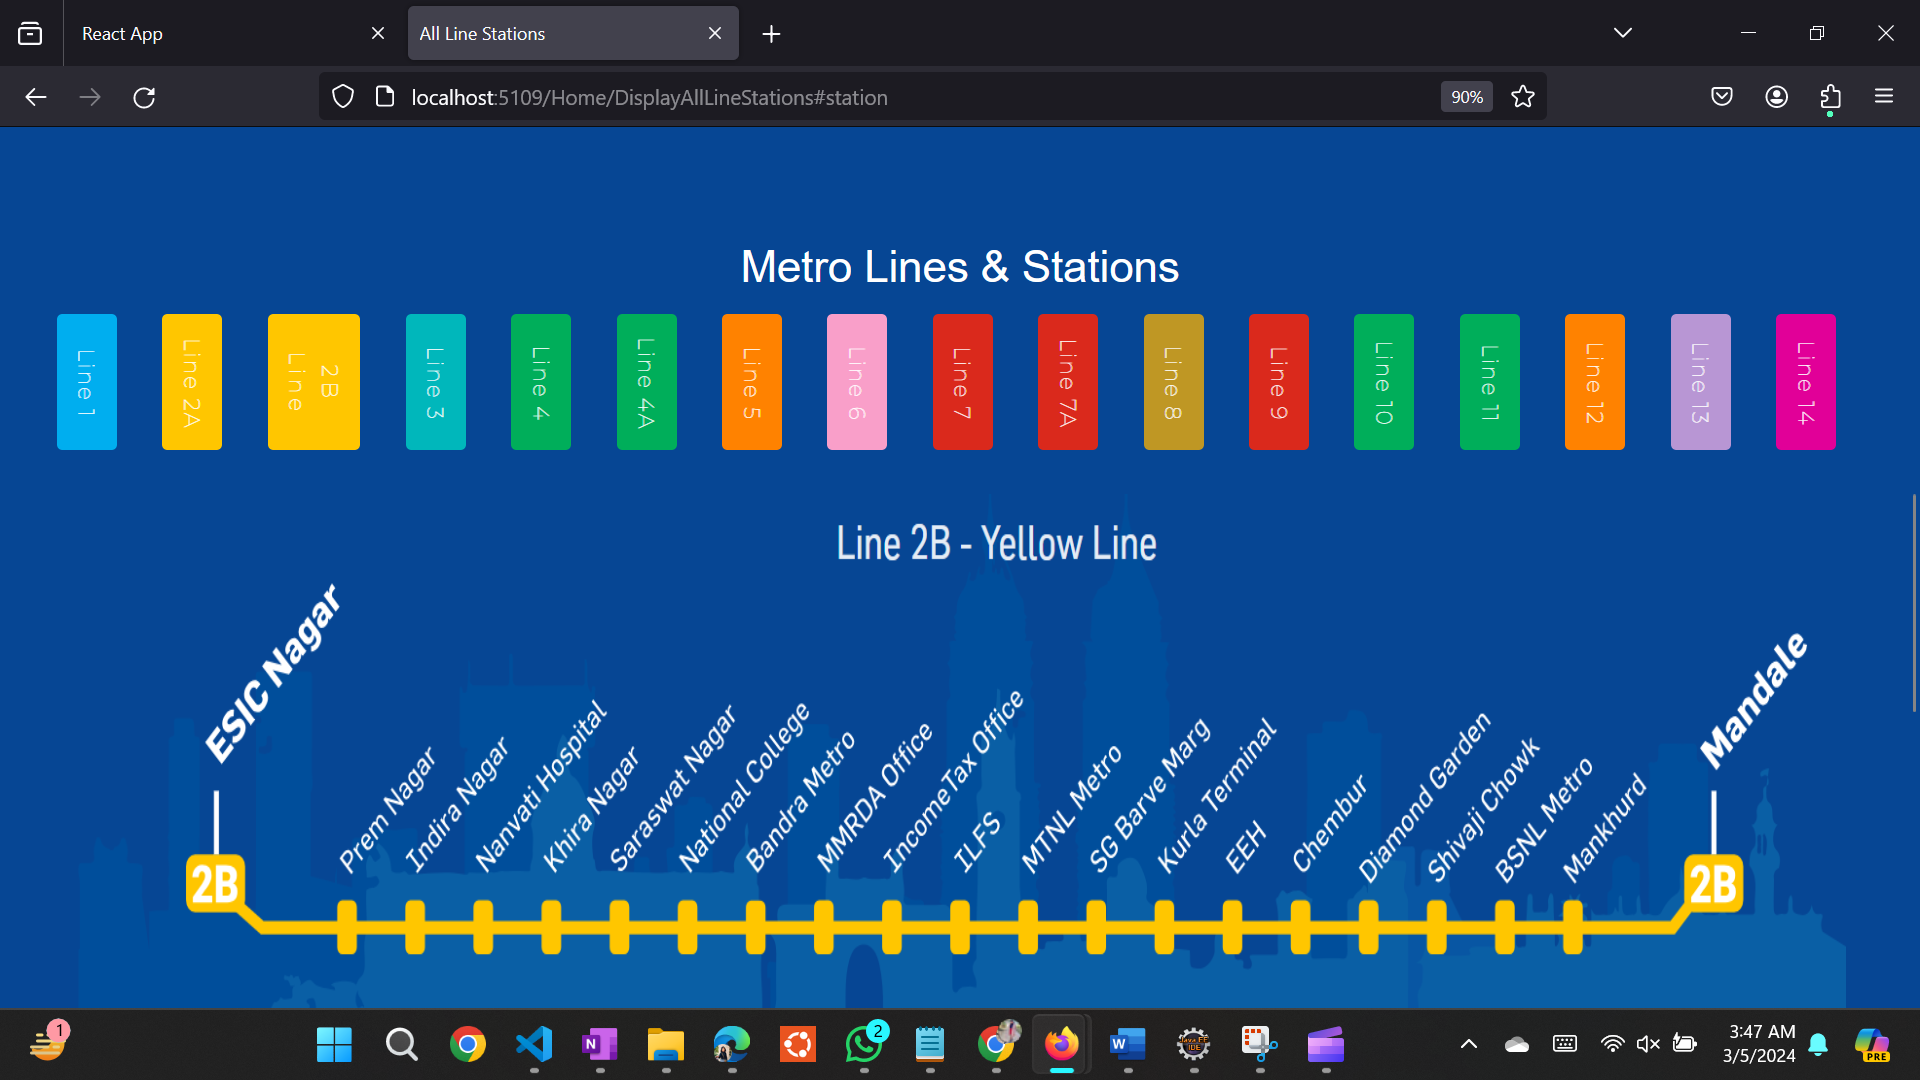 React App
All Line Stations
localhost:5109/Home/DisplayAllLineStations#station
90%
Metro Lines & Stations
Line 1
Line 2A
Line 2B
Line 3
Line 4
Line 4A
Line 5
Line 6
Line 7
Line 7A
Line 8
Line 9
Line 10
Line 11
Line 12
Line 13
Line 14
Line 2B - Yellow Line
ESIC Nagar
Prem Nagar
Indira Nagar
Nanvati Hospital
Khira Nagar
Saraswat Nagar
National College
Bandra Metro
MMRDA Office
IncomeTax Office
ILFS
MTNL Metro
SG Barve Marg
Kurla Terminal
EEH
Chembur
Diamond Garden
Shivaji Chowk
BSNL Metro
Mankhurd
Mandale
2B
2B
1
N
2
W
Java EE
IDE
3:47 AM
3/5/2024
PRE